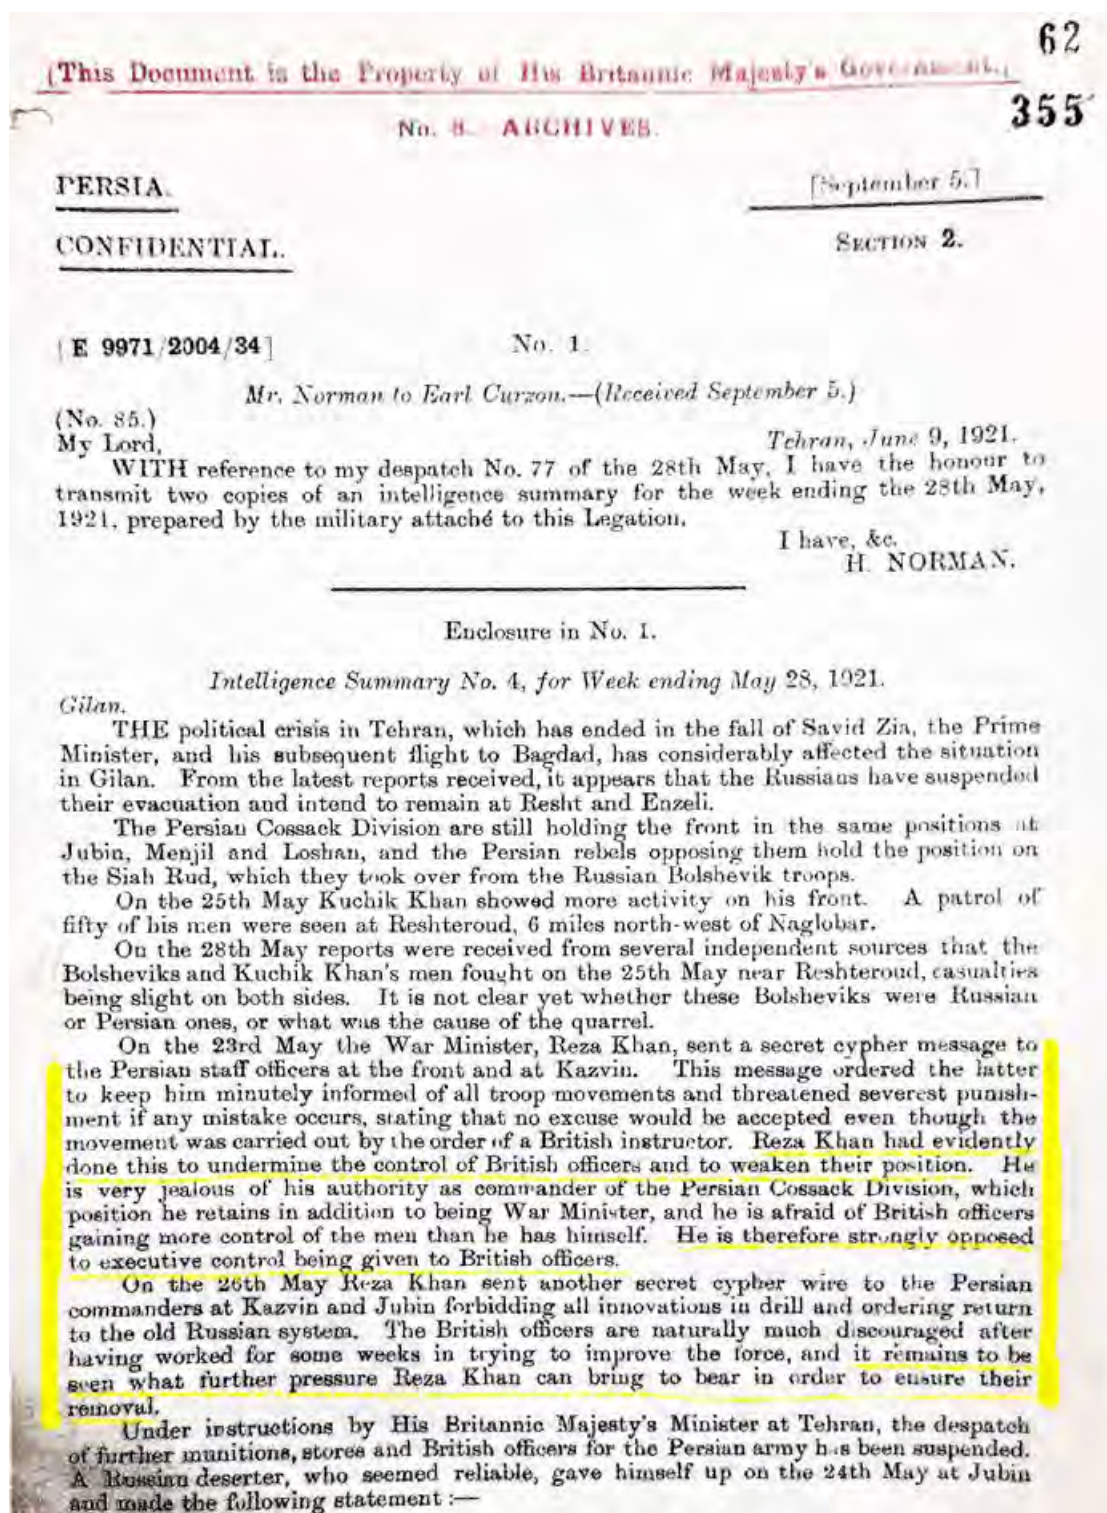 62
(This Document is the Property of His Britannic Majesty's Government.)
355
No. 8. ARCHIVES.
PERSIA.
[September 5.]
CONFIDENTIAL.
SECTION 2.
[E 9971/2004/34]
No. 1.
Mr. Norman to Earl Curzon.—(Received September 5.)
(No. 85.)
My Lord,
Tehran, June 9, 1921.
WITH reference to my despatch No. 77 of the 28th May, I have the honour to
transmit two copies of an intelligence summary for the week ending the 28th May,
1921, prepared by the military attaché to this Legation.
I have, &c.
H. NORMAN.
Enclosure in No. 1.
Intelligence Summary No. 4, for Week ending May 28, 1921.
Gilan.
THE political crisis in Tehran, which has ended in the fall of Savid Zia, the Prime
Minister, and his subsequent flight to Bagdad, has considerably affected the situation
in Gilan. From the latest reports received, it appears that the Russians have suspended
their evacuation and intend to remain at Resht and Enzeli.
The Persian Cossack Division are still holding the front in the same positions at
Jubin, Menjil and Loshan, and the Persian rebels opposing them hold the position on
the Siah Rud, which they took over from the Russian Bolshevik troops.
On the 25th May Kuchik Khan showed more activity on his front. A patrol of
fifty of his men were seen at Reshteroud, 6 miles north-west of Naglobar.
On the 28th May reports were received from several independent sources that the
Bolsheviks and Kuchik Khan's men fought on the 25th May near Reshteroud, casualties
being slight on both sides. It is not clear yet whether these Bolsheviks were Russian
or Persian ones, or what was the cause of the quarrel.
On the 23rd May the War Minister, Reza Khan, sent a secret cypher message to
the Persian staff officers at the front and at Kazvin. This message ordered the latter
to keep him minutely informed of all troop movements and threatened severest punish-
ment if any mistake occurs, stating that no excuse would be accepted even though the
movement was carried out by the order of a British instructor. Reza Khan had evidently
done this to undermine the control of British officers and to weaken their position. He
is very jealous of his authority as commander of the Persian Cossack Division, which
position he retains in addition to being War Minister, and he is afraid of British officers
gaining more control of the men than he has himself. He is therefore strongly opposed
to executive control being given to British officers.
On the 26th May Reza Khan sent another secret cypher wire to the Persian
commanders at Kazvin and Jubin forbidding all innovations in drill and ordering return
to the old Russian system. The British officers are naturally much discouraged after
having worked for some weeks in trying to improve the force, and it remains to be
seen what further pressure Reza Khan can bring to bear in order to ensure their
removal.
Under instructions by His Britannic Majesty's Minister at Tehran, the despatch
of further munitions, stores and British officers for the Persian army has been suspended.
A Russian deserter, who seemed reliable, gave himself up on the 24th May at Jubin
and made the following statement:—